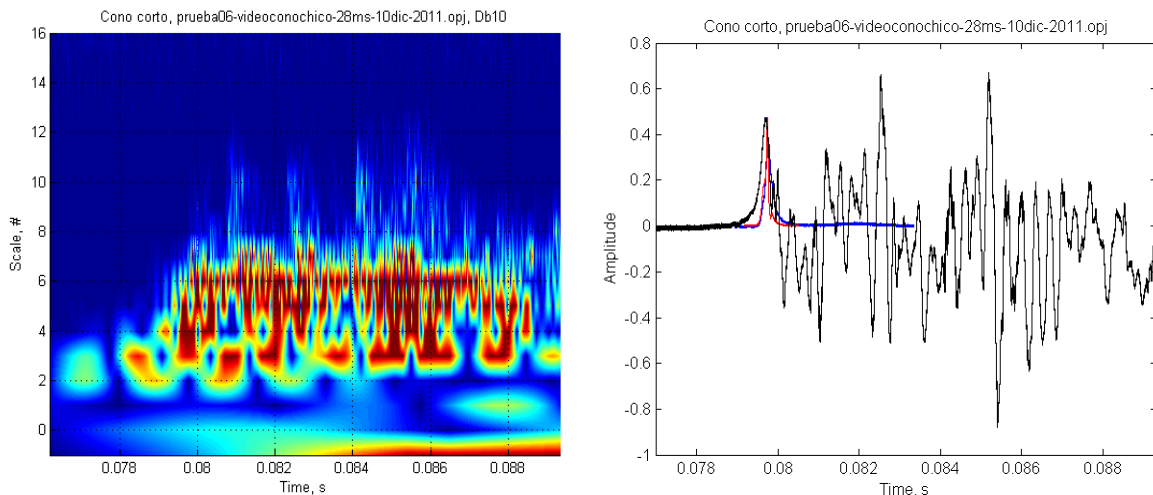 Cono corto, prueba06-videoconochico-28ms-10dic-2011.opj, Db10
16
14
12
10
8
6
4
2
0
Scale, #
0.078 0.08 0.082 0.084 0.086 0.088
Time, s
Cono corto, prueba06-videoconochico-28ms-10dic-2011.opj
0.8
0.6
0.4
0.2
0
-0.2
-0.4
-0.6
-0.8
-1
Amplitude
0.078 0.08 0.082 0.084 0.086 0.088
Time, s